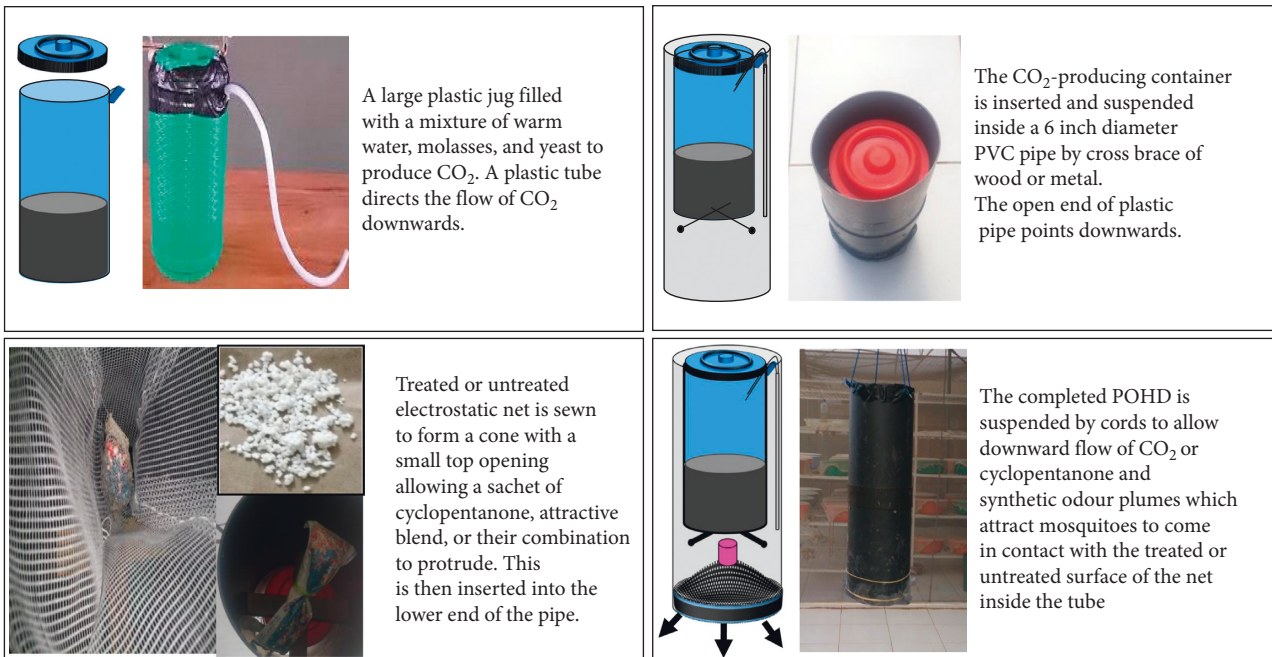 A large plastic jug filled
with a mixture of warm
water, molasses, and yeast to
produce CO₂. A plastic tube
directs the flow of CO₂
downwards.
The CO₂-producing container
is inserted and suspended
inside a 6 inch diameter
PVC pipe by cross brace of
wood or metal.
The open end of plastic
pipe points downwards.
Treated or untreated
electrostatic net is sewn
to form a cone with a
small top opening
allowing a sachet of
cyclopentanone, attractive
blend, or their combination
to protrude. This
is then inserted into the
lower end of the pipe.
The completed POHD is
suspended by cords to allow
downward flow of CO₂ or
cyclopentanone and
synthetic odour plumes which
attract mosquitoes to come
in contact with the treated or
untreated surface of the net
inside the tube